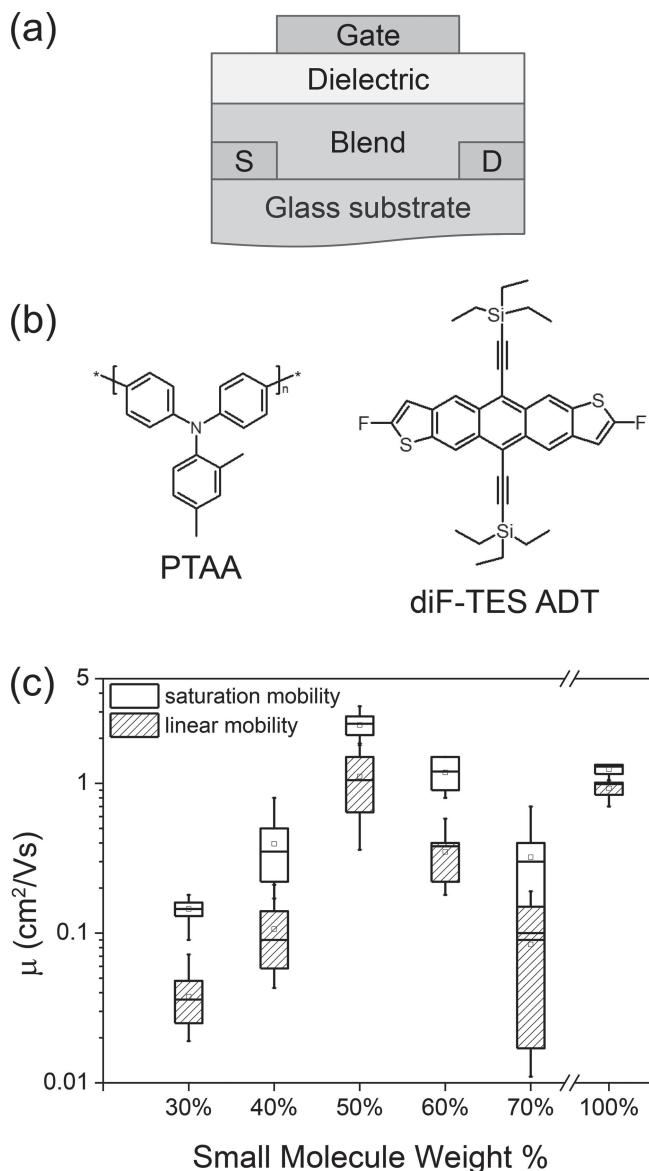 (a)
Gate
Dielectric
Blend
S
D
Glass substrate
(b)
Si
* n *
N
S
F
F
S
Si
PTAA
diF-TES ADT
(c)
5
saturation mobility
linear mobility
1
0.1
0.01
μ (cm²/Vs)
30% 40% 50% 60% 70% 100%
Small Molecule Weight %